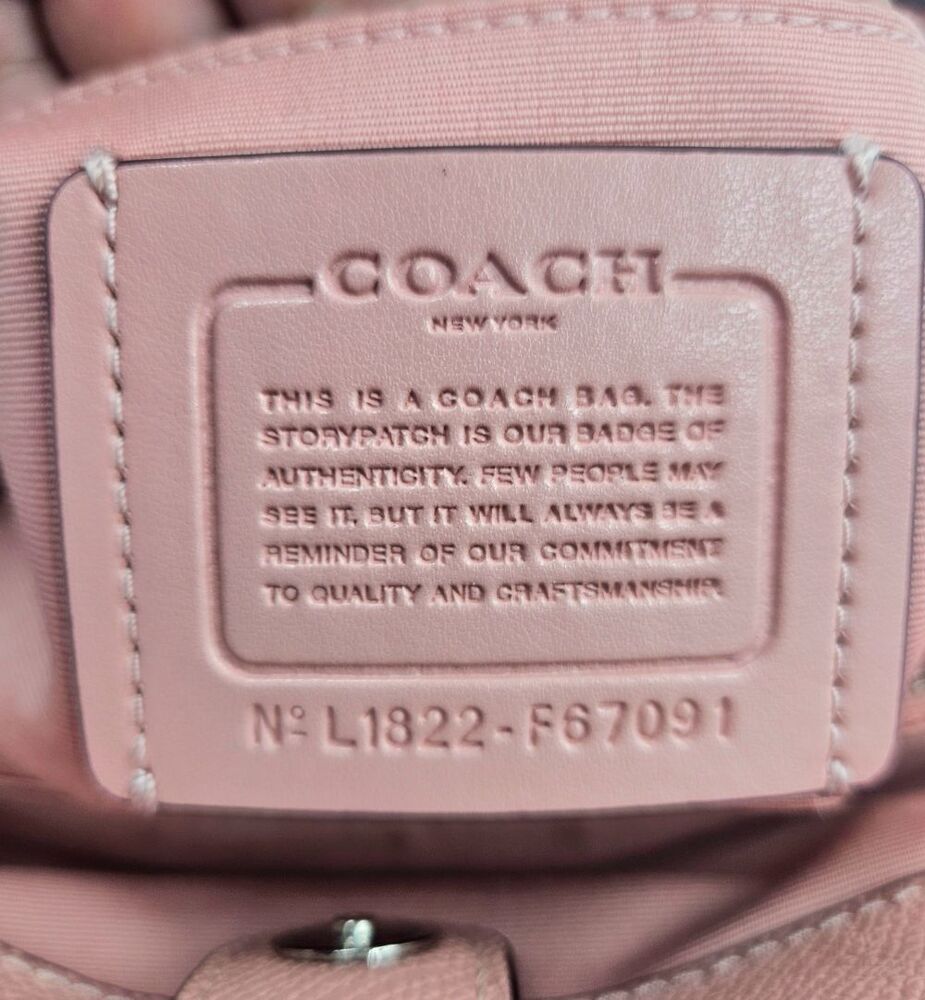 COACH
NEW YORK
THIS IS A COACH BAG. THE
STORYPATCH IS OUR BADGE OF
AUTHENTICITY. FEW PEOPLE MAY
SEE IT. BUT IT WILL ALWAYS BE A
REMINDER OF OUR COMMITMENT
TO QUALITY AND CRAFTSMANSHIP.
Nº L1822-F67091